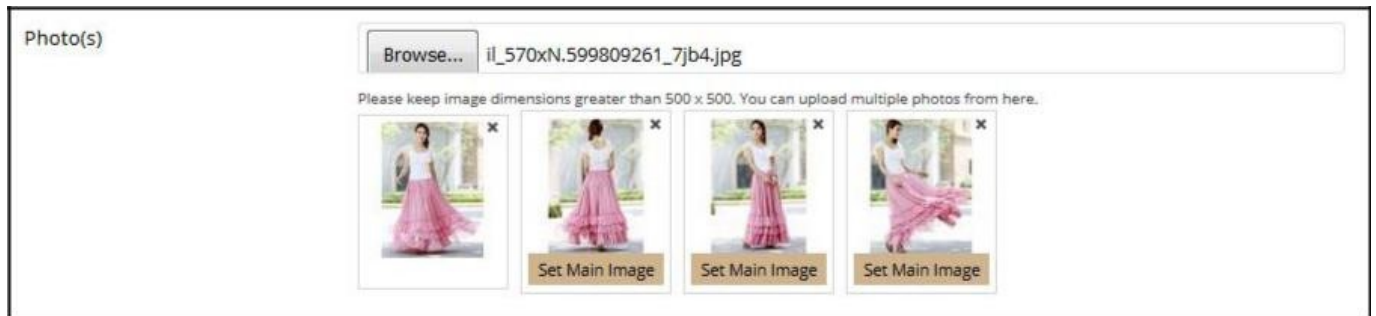 Photo(s)
Browse... il_570xN.599809261_7jb4.jpg
Please keep image dimensions greater than 500 x 500. You can upload multiple photos from here.
Set Main Image Set Main Image Set Main Image